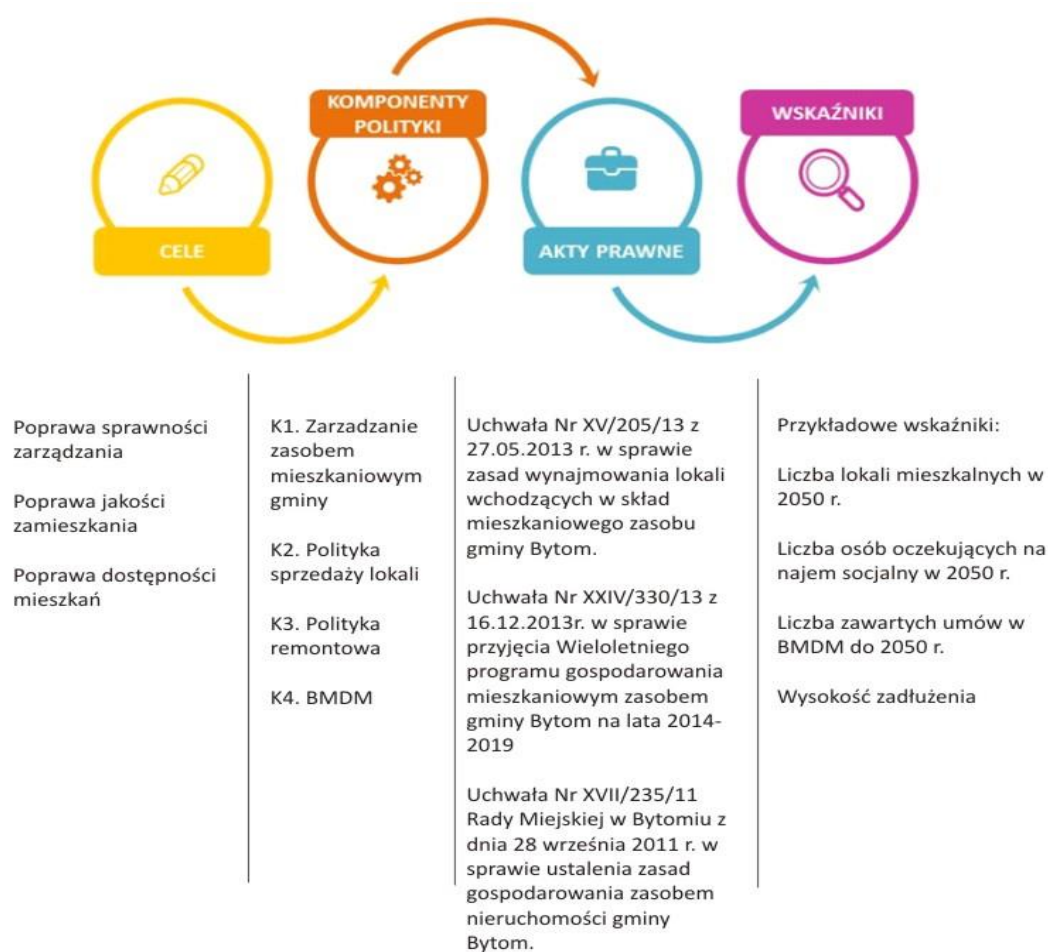 KOMPONENTY
POLITYKI
WSKAŹNIKI
CELE
AKTY PRAWNE
Poprawa sprawności
zarządzania
Poprawa jakości
zamieszkania
Poprawa dostępności
mieszkań
K1. Zarzadzanie
zasobem
mieszkaniowym
gminy
K2. Polityka
sprzedaży lokali
K3. Polityka
remontowa
K4. BMDM
Uchwała Nr XV/205/13 z
27.05.2013 r. w sprawie
zasad wynajmowania lokali
wchodzących w skład
mieszkaniowego zasobu
gminy Bytom.
Uchwała Nr XXIV/330/13 z
16.12.2013r. w sprawie
przyjęcia Wieloletniego
programu gospodarowania
mieszkaniowym zasobem
gminy Bytom na lata 2014-
2019
Uchwała Nr XVII/235/11
Rady Miejskiej w Bytomiu z
dnia 28 września 2011 r. w
sprawie ustalenia zasad
gospodarowania zasobem
nieruchomości gminy
Bytom.
Przykładowe wskaźniki:
Liczba lokali mieszkalnych w
2050 r.
Liczba osób oczekujących na
najem socjalny w 2050 r.
Liczba zawartych umów w
BMDM do 2050 r.
Wysokość zadłużenia